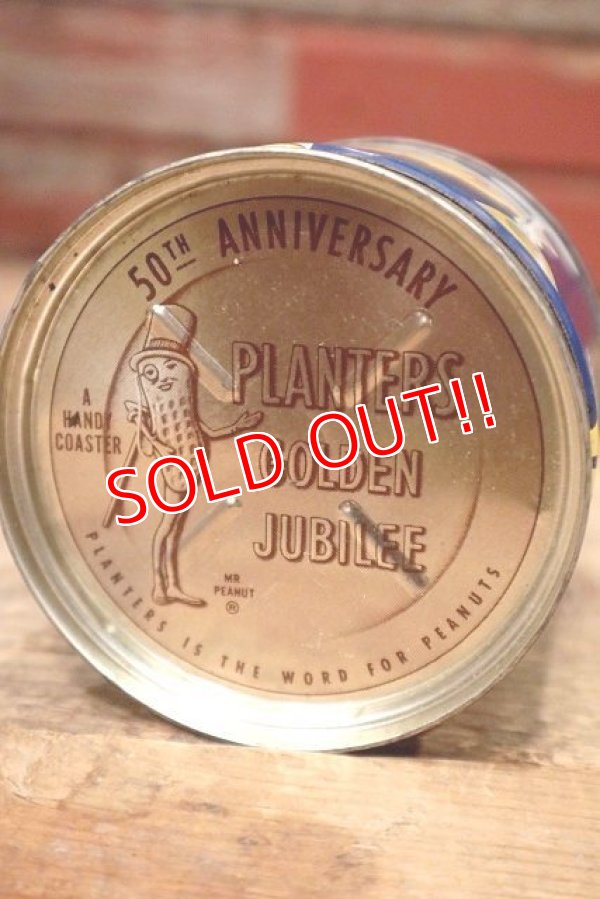 50TH ANNIVERSARY
PLANTERS
GOLDEN
JUBILEE
A
HANDY
COASTER
SOLD OUT!!
MR
PEANUT
®
PLANTERS IS THE WORD FOR PEANUTS